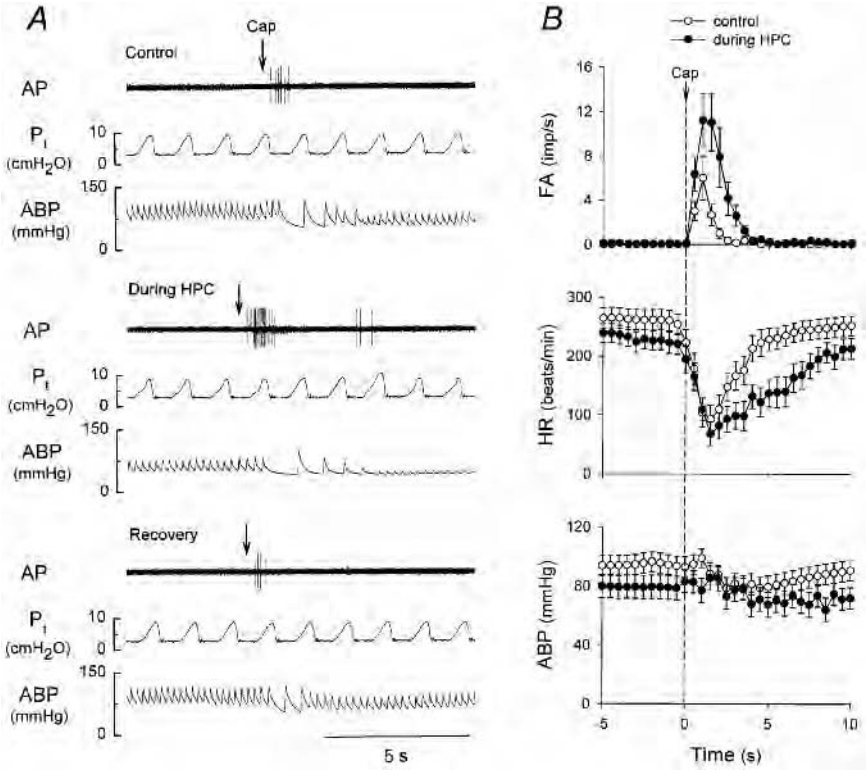 A
Cap
Control
AP
Pt
(cmH2O)
10
0
ABP
(mmHg)
150
0
During HPC
AP
Pt
(cmH2O)
10
0
ABP
(mmHg)
150
0
Recovery
AP
Pt
(cmH2O)
10
0
ABP
(mmHg)
150
0
5 s
B
control
during HPC
Cap
FA (imp/s)
16
12
8
4
0
HR (beats/min)
300
200
100
0
ABP (mmHg)
120
80
40
0
-5
0
5
10
Time (s)